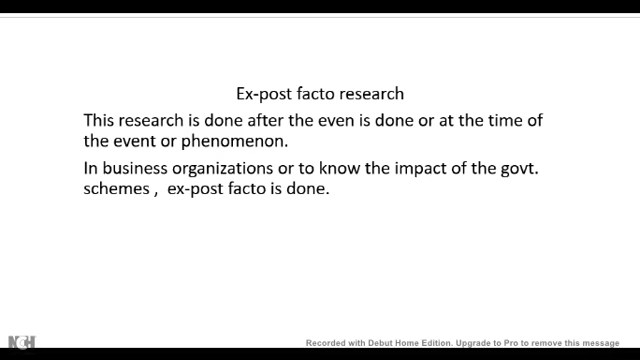 Ex-post facto research
This research is done after the even is done or at the time of
the event or phenomenon.
In business organizations or to know the impact of the govt.
schemes , ex-post facto is done.
NCH
Recorded with Debut Home Edition. Upgrade to Pro to remove this message